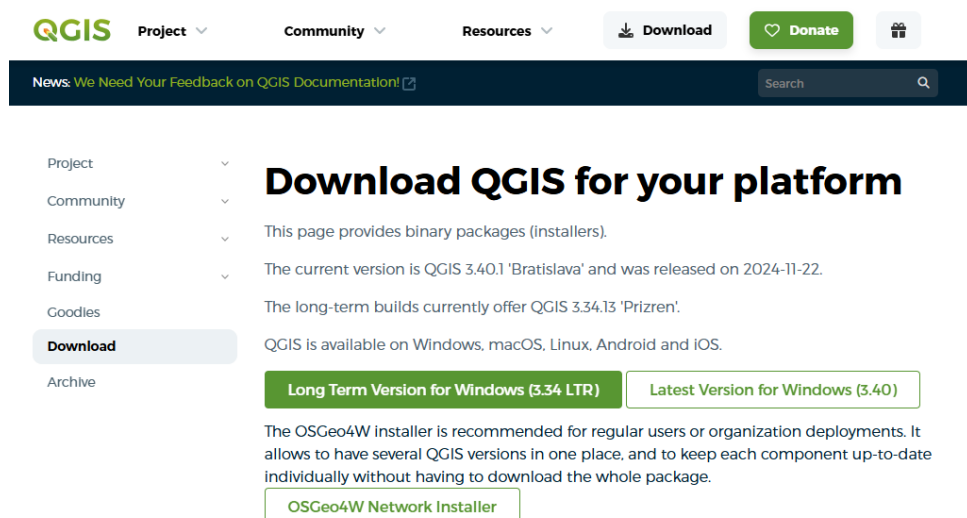 QGIS Project Community Resources Download Donate
News: We Need Your Feedback on QGIS Documentation! Search
Project
Community
Resources
Funding
Goodies
Download
Archive
Download QGIS for your platform
This page provides binary packages (installers).
The current version is QGIS 3.40.1 'Bratislava' and was released on 2024-11-22.
The long-term builds currently offer QGIS 3.34.13 'Prizren'.
QGIS is available on Windows, macOS, Linux, Android and iOS.
Long Term Version for Windows (3.34 LTR) Latest Version for Windows (3.40)
The OSGeo4W installer is recommended for regular users or organization deployments. It
allows to have several QGIS versions in one place, and to keep each component up-to-date
individually without having to download the whole package.
OSGeo4W Network Installer